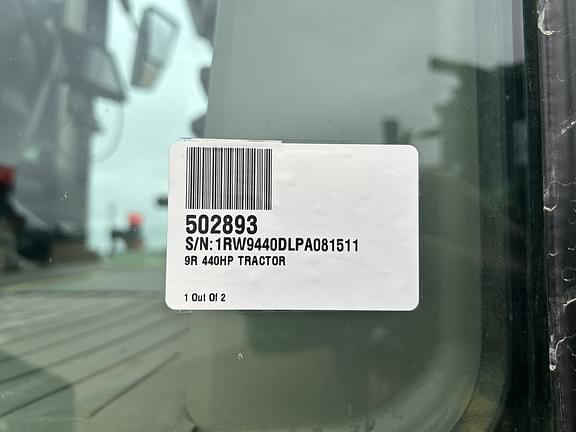 502893
S/N: 1RW9440DLPA081511
9R 440HP TRACTOR
1 Out Of 2